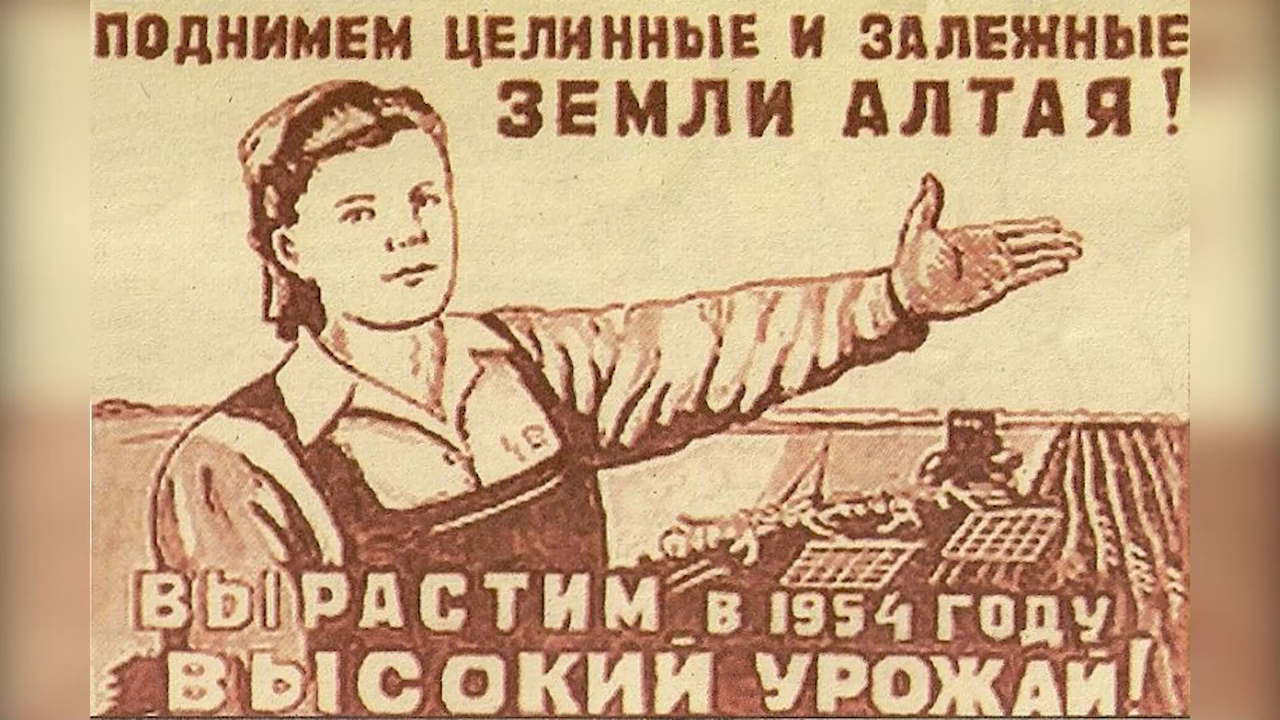 ПОДНИМЕМ ЦЕЛИННЫЕ И ЗАЛЕЖНЫЕ
ЗЕМЛИ АЛТАЯ!
ВЫРАСТИМ В 1954 ГОДУ
ВЫСОКИЙ УРОЖАЙ!